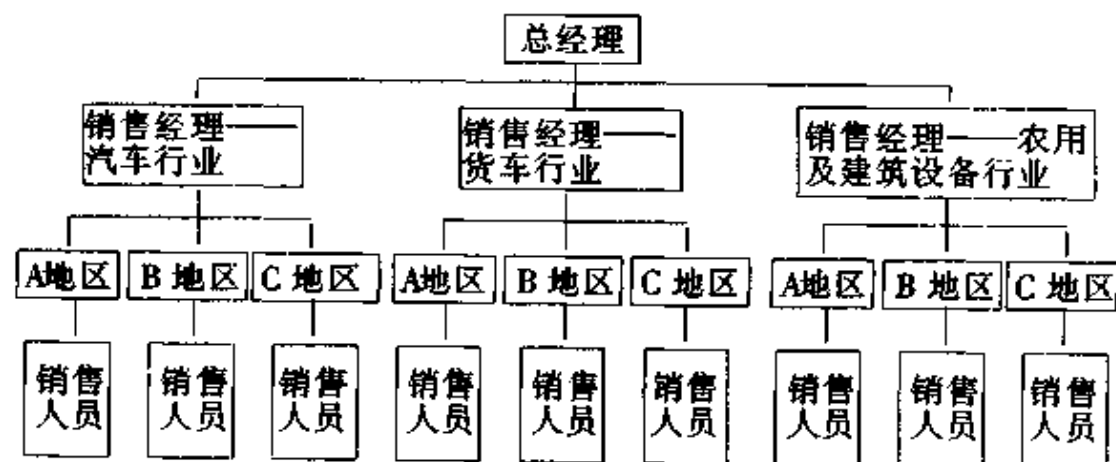 总经理
销售经理——
汽车行业
销售经理——
货车行业
销售经理——农用
及建筑设备行业
A地区
B地区
C地区
A地区
B地区
C地区
A地区
B地区
C地区
销售
人员
销售
人员
销售
人员
销售
人员
销售
人员
销售
人员
销售
人员
销售
人员
销售
人员